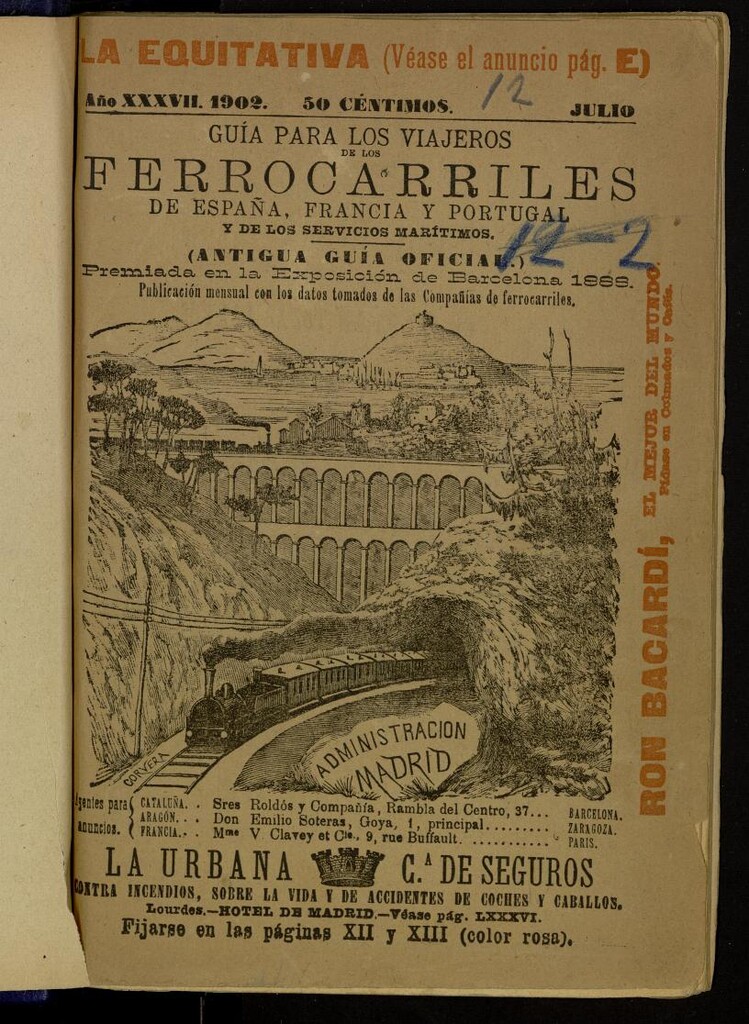 LA EQUITATIVA (Véase el anuncio pág. E)
Año XXXVII. 1902. 50 CÉNTIMOS. JULIO
12
GUÍA PARA LOS VIAJEROS
DE LOS
FERROCARRILES
DE ESPAÑA, FRANCIA Y PORTUGAL
Y DE LOS SERVICIOS MARÍTIMOS.
(ANTIGUA GUÍA OFICIAL.)
12-2
Premiada en la Exposición de Barcelona 1888.
Publicación mensual con los datos tomados de las Compañías de ferrocarriles.
RON BACARDÍ, EL MEJOR DEL MUNDO.
Pídase en Colmados y Cafés.
CORVERA
ADMINISTRACION
MADRID
Agentes para anuncios.
CATALUÑA... Sres Roldós y Compañía, Rambla del Centro, 37... BARCELONA.
ARAGÓN... Don Emilio Soteras, Goya, 1, principal......... ZARAGOZA.
FRANCIA... Mme V. Clavey et Cie., 9, rue Buffault. ........... PARIS.
LA URBANA C.ª DE SEGUROS
CONTRA INCENDIOS, SOBRE LA VIDA Y DE ACCIDENTES DE COCHES Y CABALLOS.
Lourdes.—HOTEL DE MADRID.—Véase pág. LXXXVI.
Fijarse en las páginas XII y XIII (color rosa).